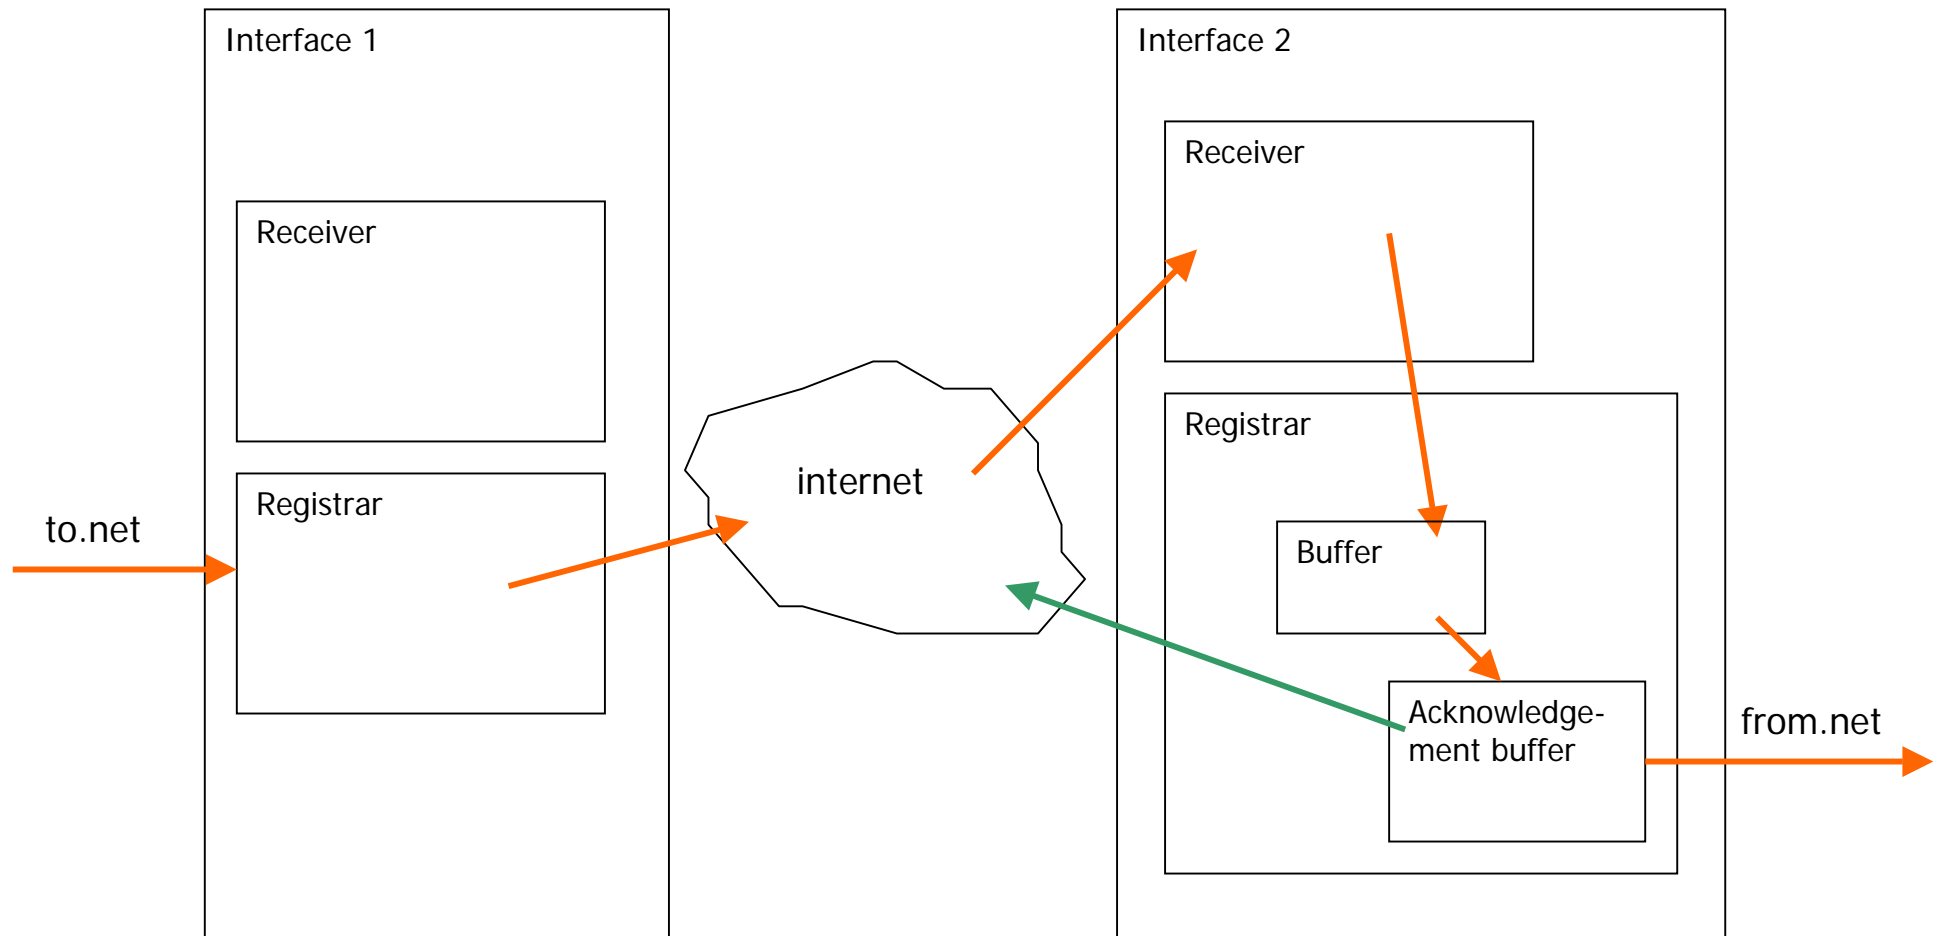 Interface 1
Receiver
Registrar
to.net
internet
Interface 2
Receiver
Registrar
Buffer
Acknowledge-
ment buffer
from.net